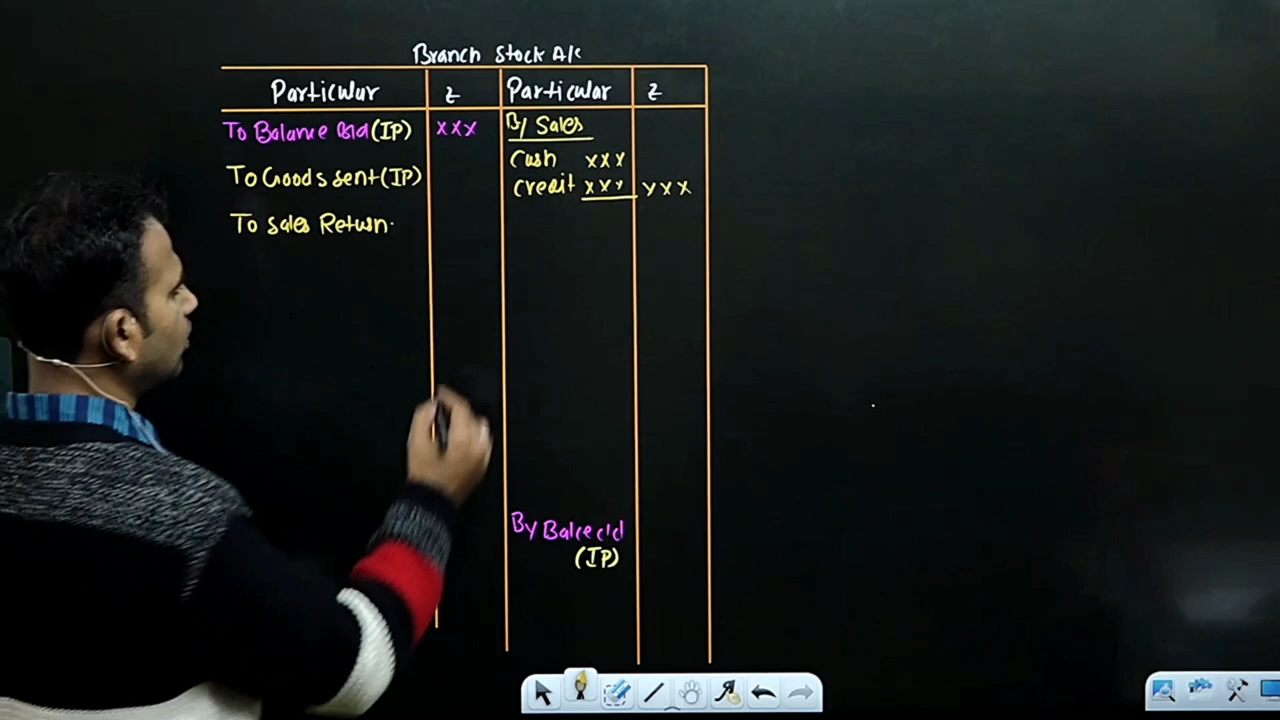 Branch Stock A/c
Particular ₹ Particular ₹
To Balance B/d (IP) xxx By Sales
Cash xxx
To Goods sent (IP) Credit xxx xxx
To Sales Return
By Balce c/d
(IP)